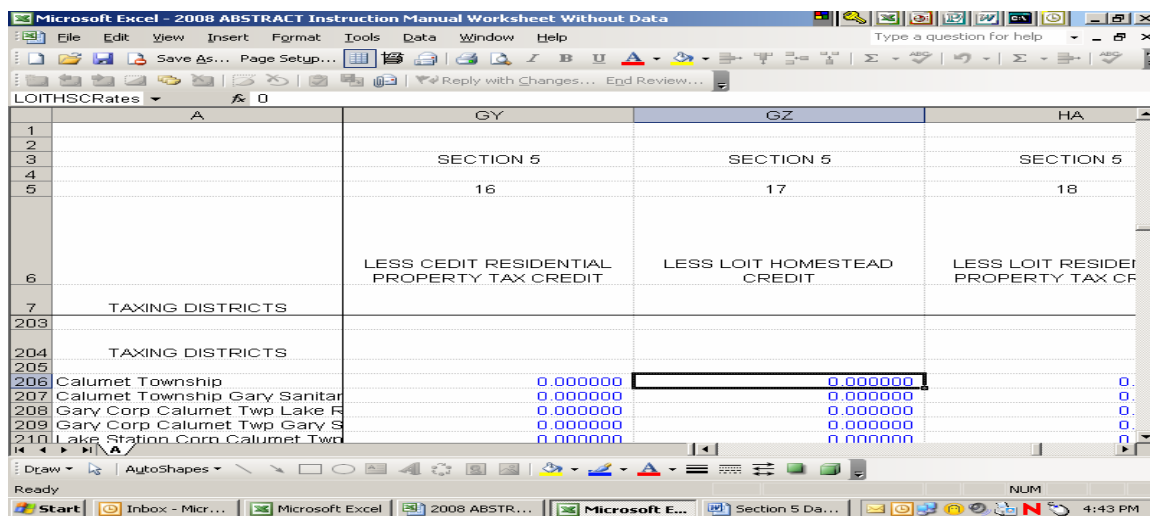 Microsoft Excel - 2008 ABSTRACT Instruction Manual Worksheet Without Data
File Edit View Insert Format Tools Data Window Help Type a question for help
Save As... Page Setup... I B U A
Reply with Changes... End Review...
LOITHSCRates fx 0
A GY GZ HA
1
2
3 SECTION 5 SECTION 5 SECTION 5
4
5 16 17 18
LESS CEDIT RESIDENTIAL LESS LOIT HOMESTEAD LESS LOIT
6 PROPERTY TAX CREDIT CREDIT PROPERTY TAX
7 TAXING DISTRICTS
203
204 TAXING DISTRICTS
205
206 Calumet Township 0.000000 0.000000 0.
207 Calumet Township Gary Sanitar 0.000000 0.000000 0.
208 Gary Corp Calumet Twp Lake R 0.000000 0.000000 0.
209 Gary Corp Calumet Twp Gary S 0.000000 0.000000 0.
210 Lake Station Corp Calumet Twp 0.000000 0.000000 0.
A
Draw AutoShapes A
Ready NUM
Start Inbox - Micr... Microsoft Excel 2008 ABSTR... Microsoft E... Section 5 Da... N 4:43 PM